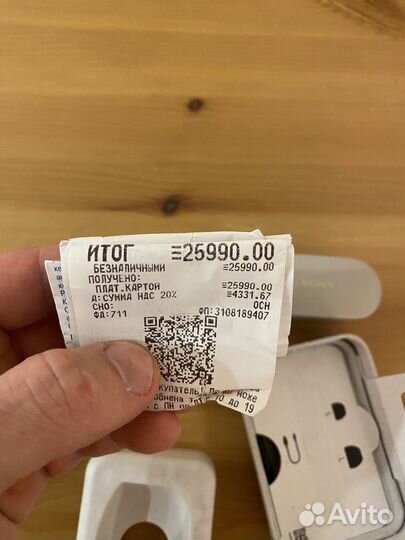 ИТОГ ≡25990.00
БЕЗНАЛИЧНЫМИ ≡25990.00
ПОЛУЧЕНО:
ПЛАТ.КАРТОЙ ≡25990.00
А:СУММА НДС 20% ≡4331.67
СНО: ОСН
ФД:711 ФП:3108189407
SONY
Avito